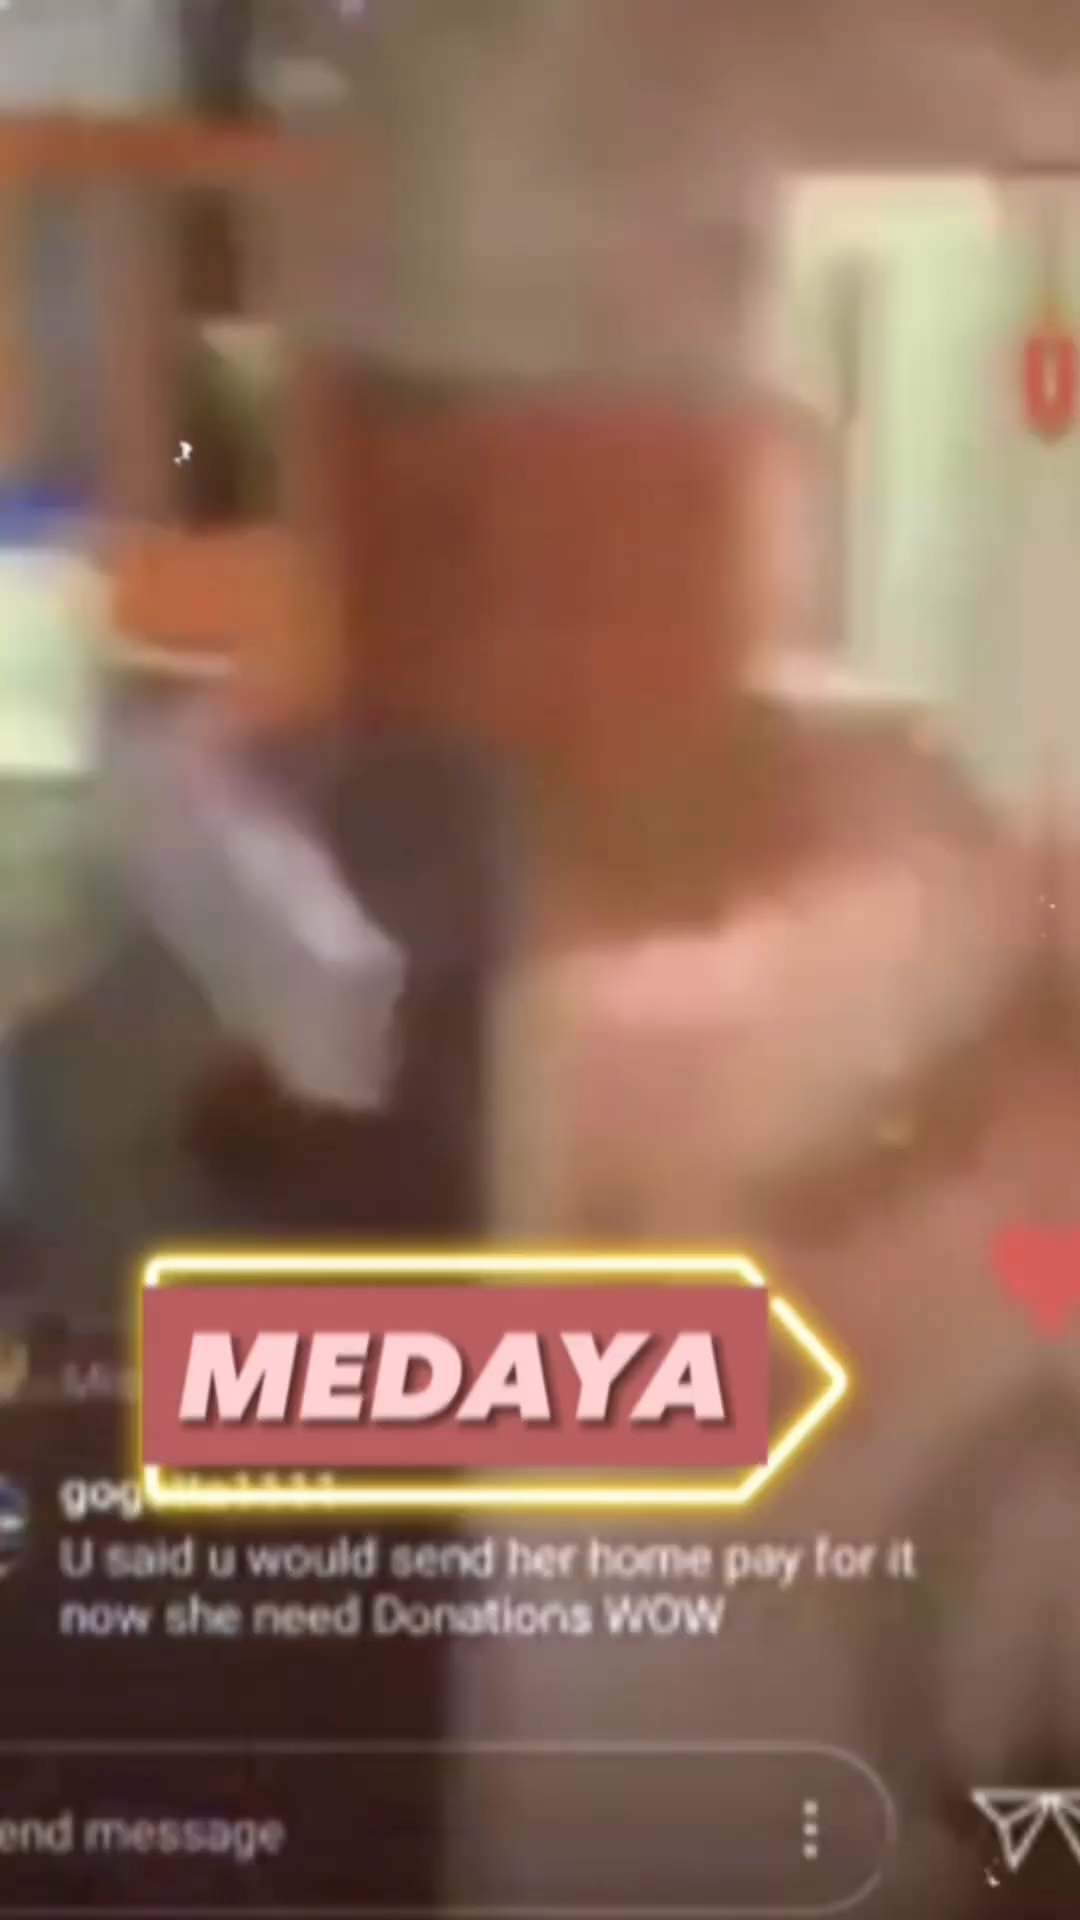 MEDAYA
U said u would send her home pay for it
now she need Donations WOW
end message